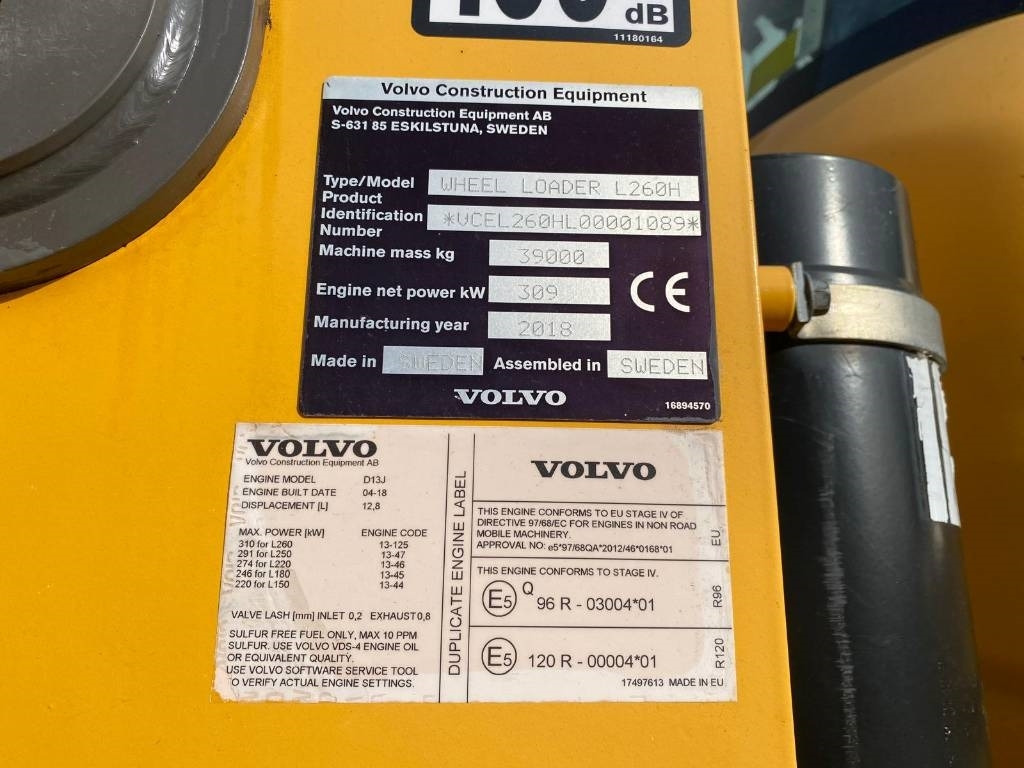 dB
11180164
Volvo Construction Equipment
Volvo Construction Equipment AB
S-631 85 ESKILSTUNA, SWEDEN
Type/Model WHEEL LOADER L260H
Product
Identification
Number *VCEL260HL00001089*
Machine mass kg 39000
Engine net power kW 309
Manufacturing year 2018
CE
Made in SWEDEN Assembled in SWEDEN
VOLVO
16894570
VOLVO
Volvo Construction Equipment AB
ENGINE MODEL D13J
ENGINE BUILT DATE 04-18
DISPLACEMENT [L] 12,8
MAX. POWER [kW] ENGINE CODE
310 for L260 13-125
291 for L250 13-47
274 for L220 13-46
246 for L180 13-45
220 for L150 13-44
VALVE LASH [mm] INLET 0,2 EXHAUST 0,8
SULFUR FREE FUEL ONLY, MAX 10 PPM
SULFUR. USE VOLVO VDS-4 ENGINE OIL
OR EQUIVALENT QUALITY.
USE VOLVO SOFTWARE SERVICE TOOL
TO VERIFY ACTUAL ENGINE SETTINGS.
DUPLICATE ENGINE LABEL
VOLVO
THIS ENGINE CONFORMS TO EU STAGE IV OF
DIRECTIVE 97/68/EC FOR ENGINES IN NON ROAD
MOBILE MACHINERY.
APPROVAL NO: e5*97/68QA*2012/46*0168*01
EU
THIS ENGINE CONFORMS TO STAGE IV.
E5 Q 96 R - 03004*01
R96
E5 120 R - 00004*01
R120
17497613 MADE IN EU